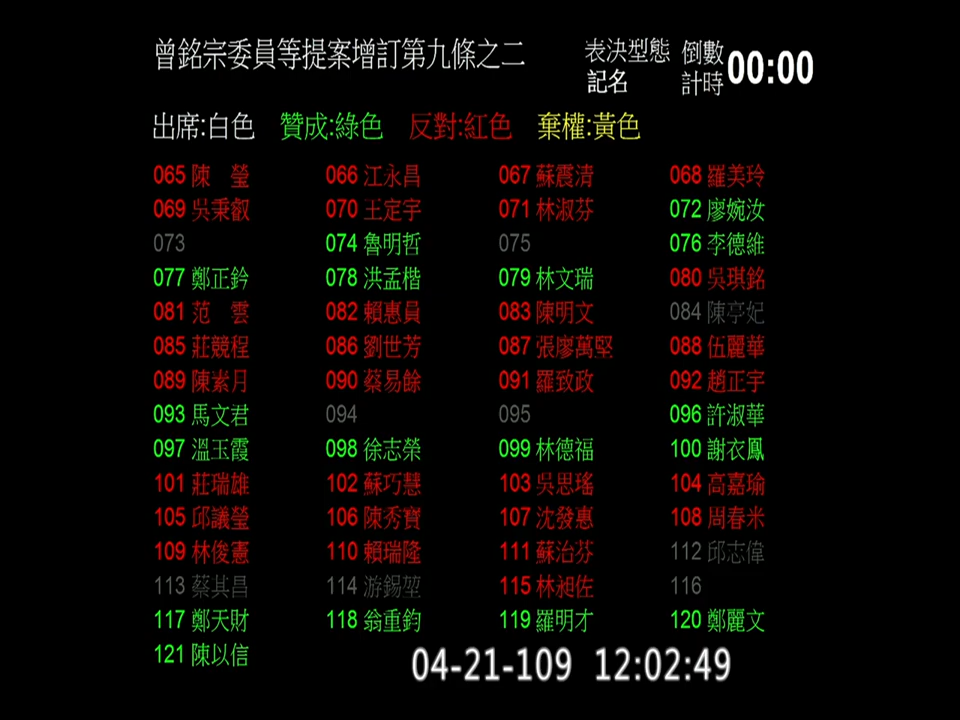 曾銘宗委員等提案增訂第九條之二
表決型態 倒數
記名 計時 00:00
出席:白色 贊成:綠色 反對:紅色 棄權:黃色
065 陳 瑩 066 江永昌 067 蘇震清 068 羅美玲
069 吳秉叡 070 王定宇 071 林淑芬 072 廖婉汝
073 074 魯明哲 075 076 李德維
077 鄭正鈐 078 洪孟楷 079 林文瑞 080 吳琪銘
081 范 雲 082 賴惠員 083 陳明文 084 陳亭妃
085 莊競程 086 劉世芳 087 張廖萬堅 088 伍麗華
089 陳素月 090 蔡易餘 091 羅致政 092 趙正宇
093 馬文君 094 095 096 許淑華
097 溫玉霞 098 徐志榮 099 林德福 100 謝衣鳳
101 莊瑞雄 102 蘇巧慧 103 吳思瑤 104 高嘉瑜
105 邱議瑩 106 陳秀寶 107 沈發惠 108 周春米
109 林俊憲 110 賴瑞隆 111 蘇治芬 112 邱志偉
113 蔡其昌 114 游錫堃 115 林昶佐 116
117 鄭天財 118 翁重鈞 119 羅明才 120 鄭麗文
121 陳以信
04-21-109 12:02:49